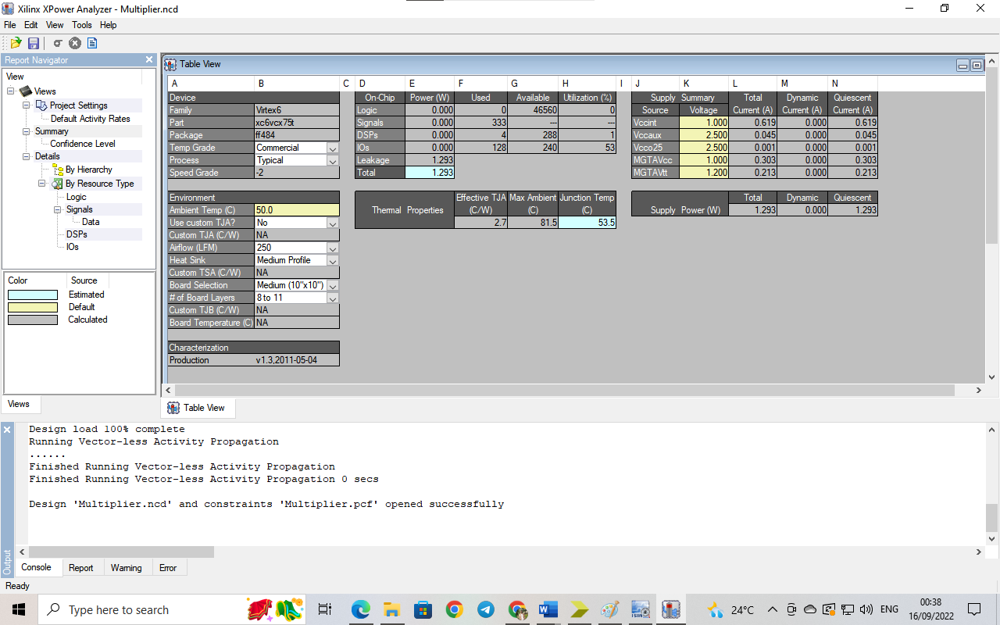 Xilinx XPower Analyzer - Multiplier.ncd
File Edit View Tools Help
Report Navigator
View
Views
Project Settings
Default Activity Rates
Summary
Confidence Level
Details
By Hierarchy
By Resource Type
Logic
Signals
Data
DSPs
IOs
Color Source
Estimated
Default
Calculated
Views
Table View
A B C D E F G H I J K L M N
Device
Family Virtex6
Part xc6vcx75t
Package ff484
Temp Grade Commercial
Process Typical
Speed Grade -2
Environment
Ambient Temp (C) 50.0
Use custom TJA? No
Custom TJA (C/W) NA
Airflow (LFM) 250
Heat Sink Medium Profile
Custom TSA (C/W) NA
Board Selection Medium (10"x10")
# of Board Layers 8 to 11
Custom TJB (C/W) NA
Board Temperature (C) NA
Characterization
Production v1.3,2011-05-04
On-Chip Power (W) Used Available Utilization (%)
Logic 0.000 0 46560 0
Signals 0.000 333 --- ---
DSPs 0.000 4 288 1
IOs 0.000 128 240 53
Leakage 1.293
Total 1.293
Thermal Properties
Effective TJA Max Ambient Junction Temp
(C/W) (C) (C)
2.7 81.5 53.5
Supply Summary Total Dynamic Quiescent
Source Voltage Current (A) Current (A) Current (A)
Vccint 1.000 0.619 0.000 0.619
Vccaux 2.500 0.045 0.000 0.045
Vcco25 2.500 0.001 0.000 0.001
MGTAVcc 1.000 0.303 0.000 0.303
MGTAVtt 1.200 0.213 0.000 0.213
Total Dynamic Quiescent
Supply Power (W) 1.293 0.000 1.293
Table View
Design load 100% complete
Running Vector-less Activity Propagation
......
Finished Running Vector-less Activity Propagation
Finished Running Vector-less Activity Propagation 0 secs
Design 'Multiplier.ncd' and constraints 'Multiplier.pcf' opened successfully
Output
Console Report Warning Error
Ready
Type here to search
24°C
ENG
00:38
16/09/2022